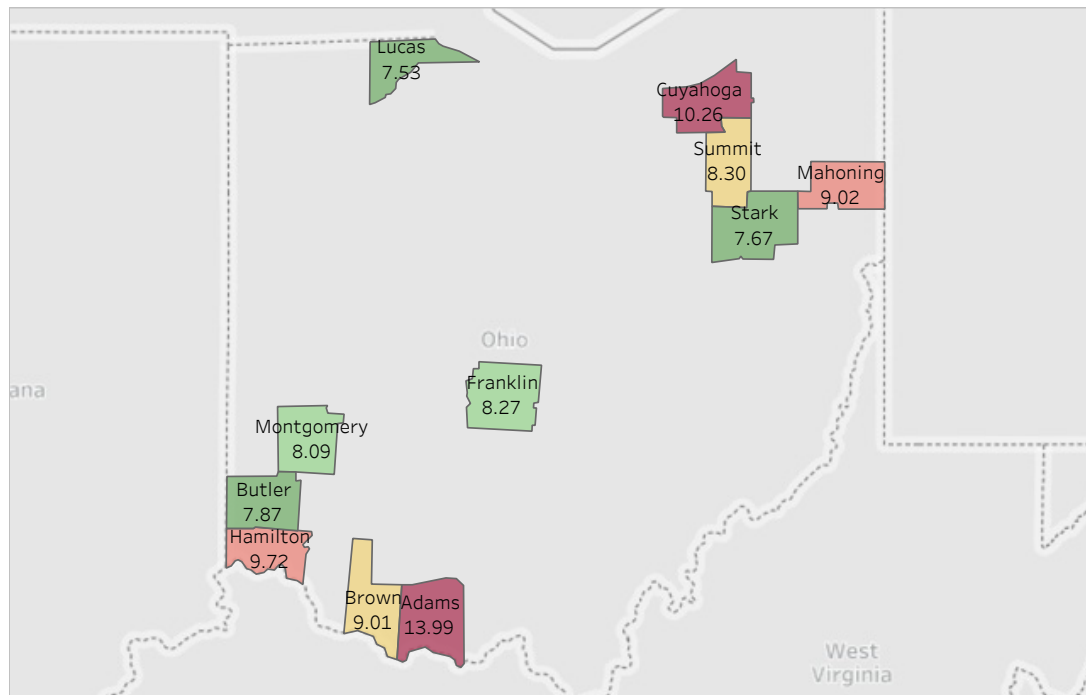 Lucas
7.53
Cuyahoga
10.26
Summit
8.30
Mahoning
9.02
Stark
7.67
Ohio
ana
Franklin
8.27
Montgomery
8.09
Butler
7.87
Hamilton
9.72
Brown
9.01
Adams
13.99
West
Virginia